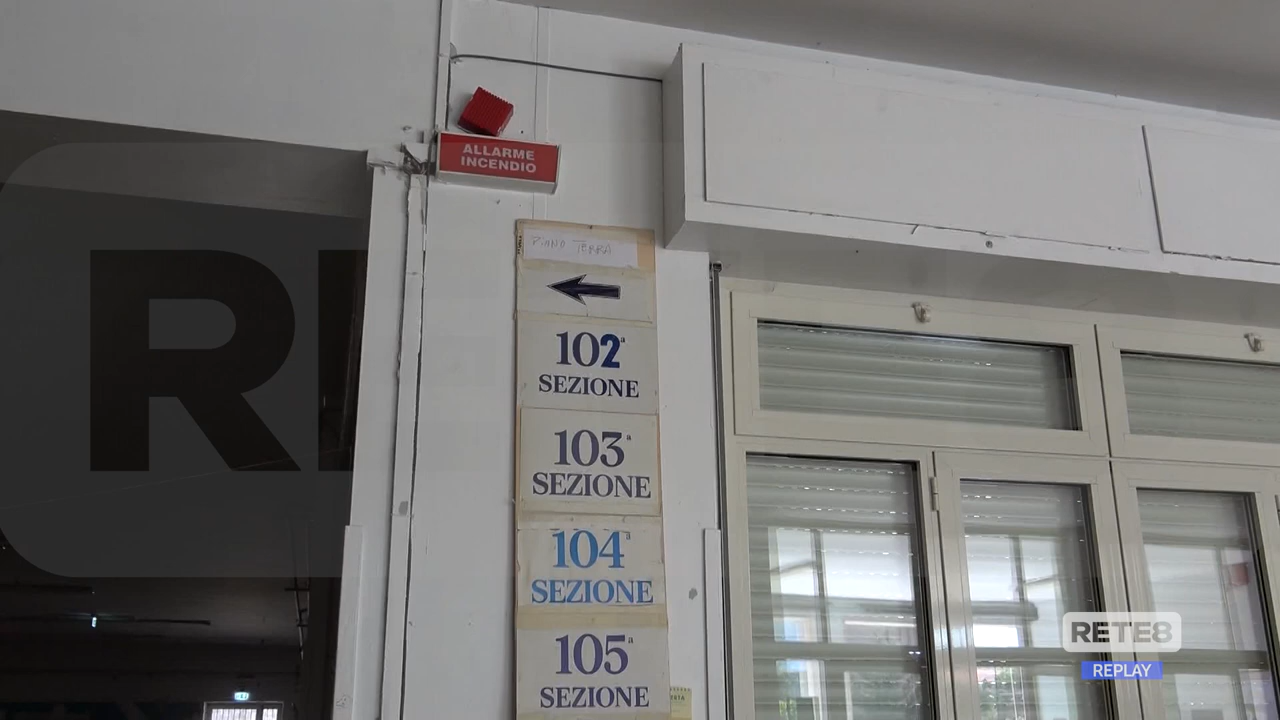 ALLARME
INCENDIO
PIANO TERRA
102ª
SEZIONE
103ª
SEZIONE
104ª
SEZIONE
105ª
SEZIONE
RETE8
REPLAY